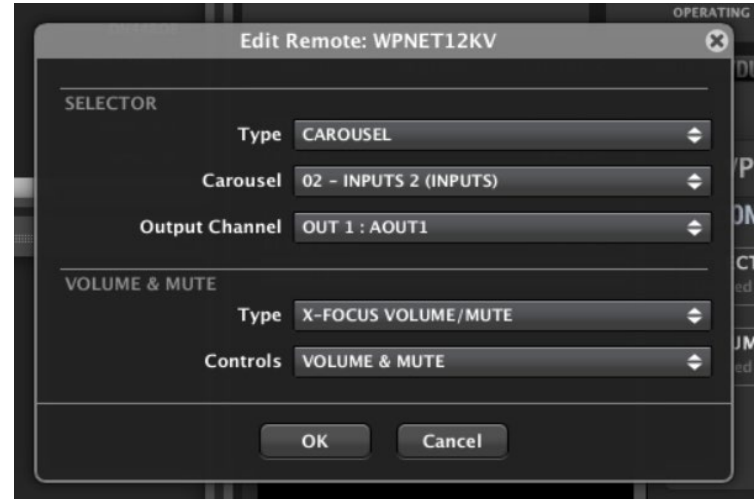 OPERATING
Edit Remote: WPNET12KV
SELECTOR
Type CAROUSEL
Carousel 02 - INPUTS 2 (INPUTS)
Output Channel OUT 1 : AOUT1
VOLUME & MUTE
Type X-FOCUS VOLUME/MUTE
Controls VOLUME & MUTE
OK Cancel